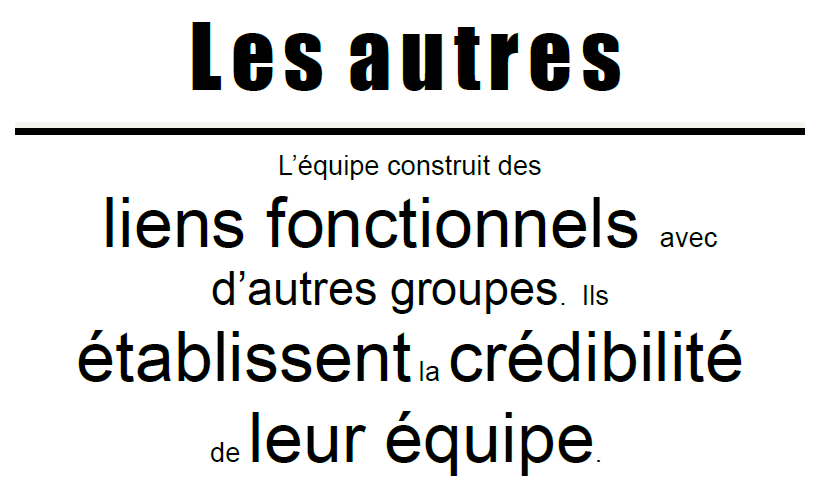 Les autres
L’équipe construit des
liens fonctionnels avec
d’autres groupes. Ils
établissent la crédibilité
de leur équipe.